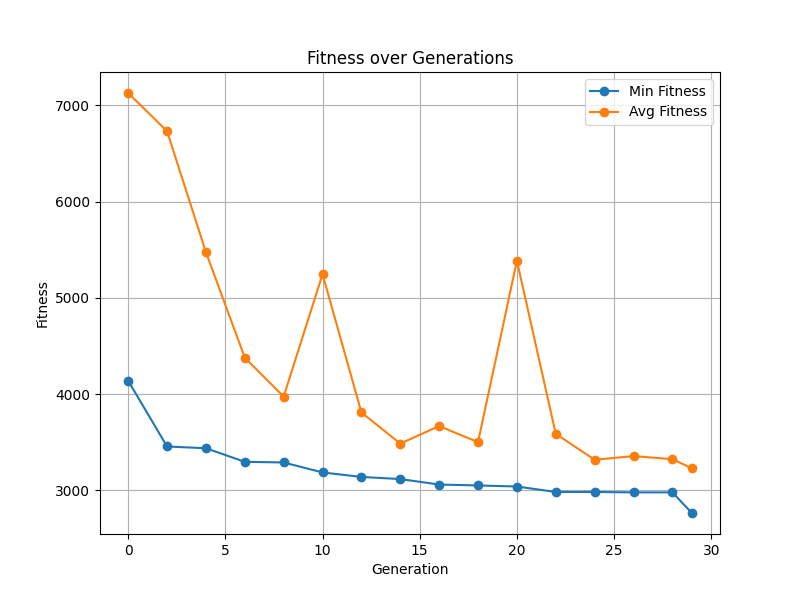 Fitness over Generations
Min Fitness
Avg Fitness
7000
6000
5000
4000
3000
Fitness
0 5 10 15 20 25 30
Generation